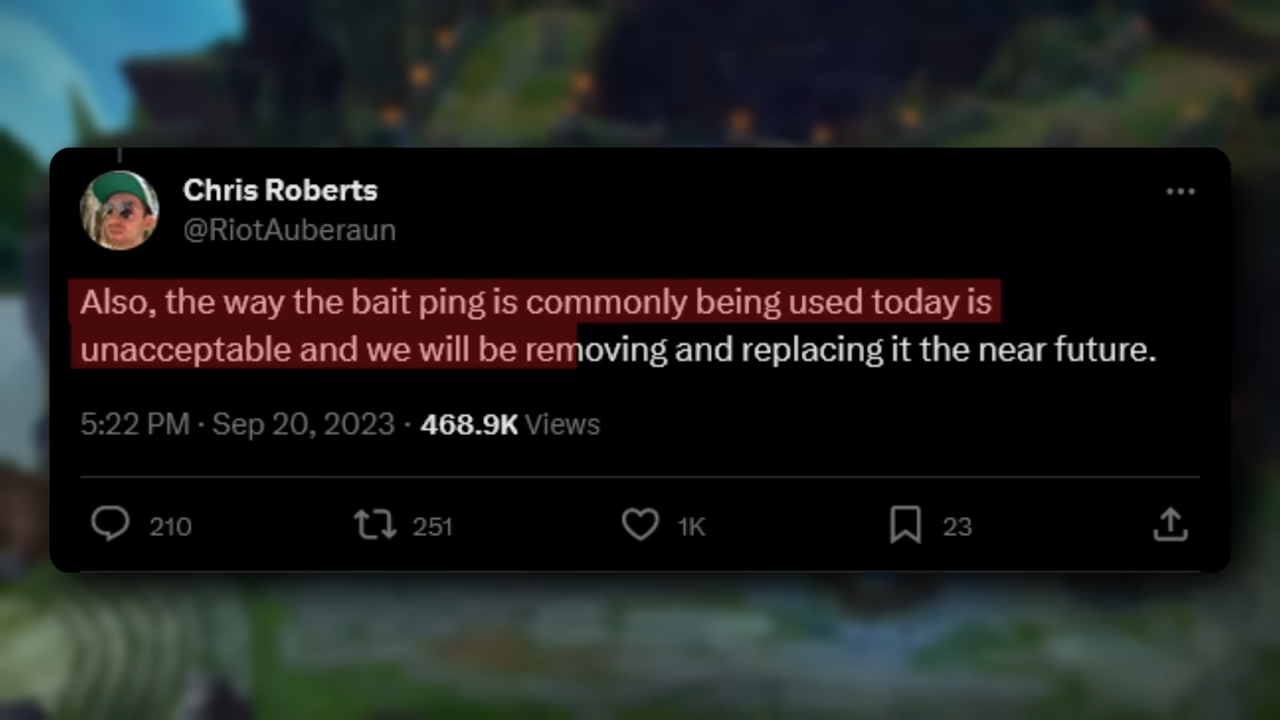 Chris Roberts
@RiotAuberaun
Also, the way the bait ping is commonly being used today is
unacceptable and we will be removing and replacing it the near future.
5:22 PM · Sep 20, 2023 · 468.9K Views
210 251 1K 23